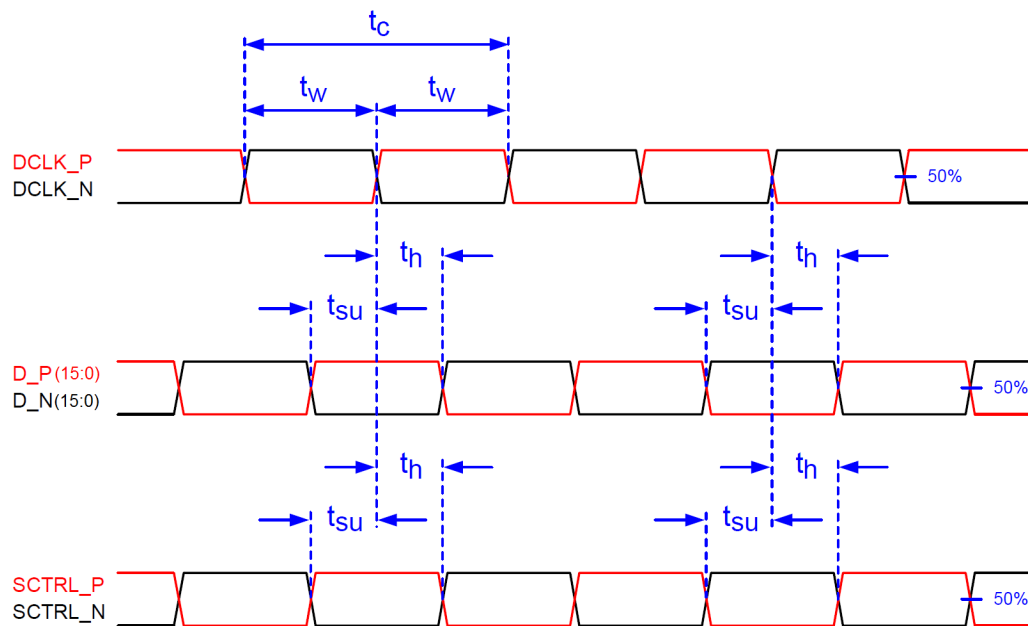 tc
tw tw
DCLK_P
DCLK_N
50%
th th
tsu tsu
D_P(15:0)
D_N(15:0)
50%
th th
tsu tsu
SCTRL_P
SCTRL_N
50%